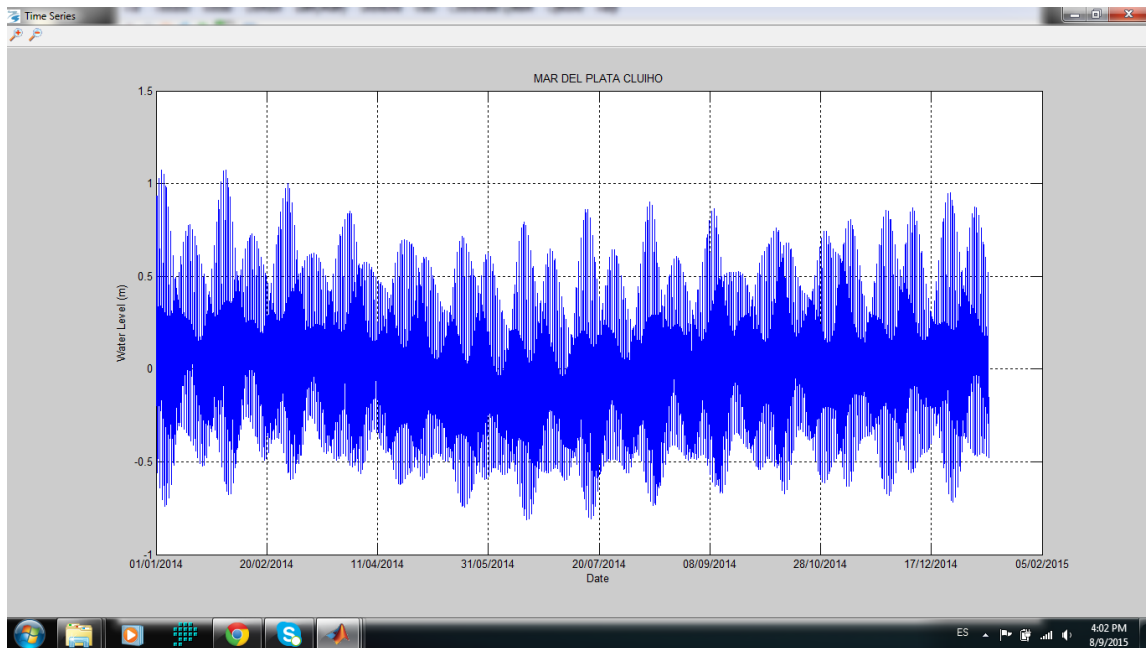 Time Series
MAR DEL PLATA CLUIHO
1.5
1
0.5
0
-0.5
-1
Water Level (m)
01/01/2014 20/02/2014 11/04/2014 31/05/2014 20/07/2014 08/09/2014 28/10/2014 17/12/2014 05/02/2015
Date
ES
4:02 PM
8/9/2015